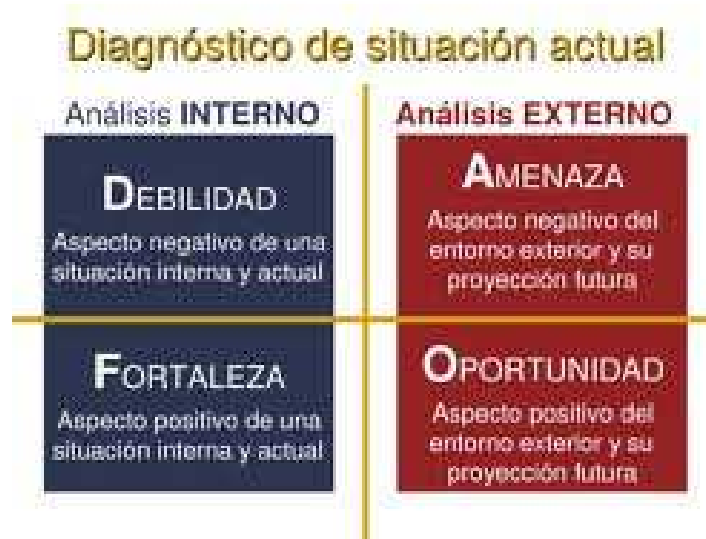 Diagnóstico de situación actual
Análisis INTERNO
DEBILIDAD
Aspecto negativo de una
situación interna y actual
FORTALEZA
Aspecto positivo de una
situación interna y actual
Análisis EXTERNO
AMENAZA
Aspecto negativo del
entorno exterior y su
proyección futura
OPORTUNIDAD
Aspecto positivo del
entorno exterior y su
proyección futura